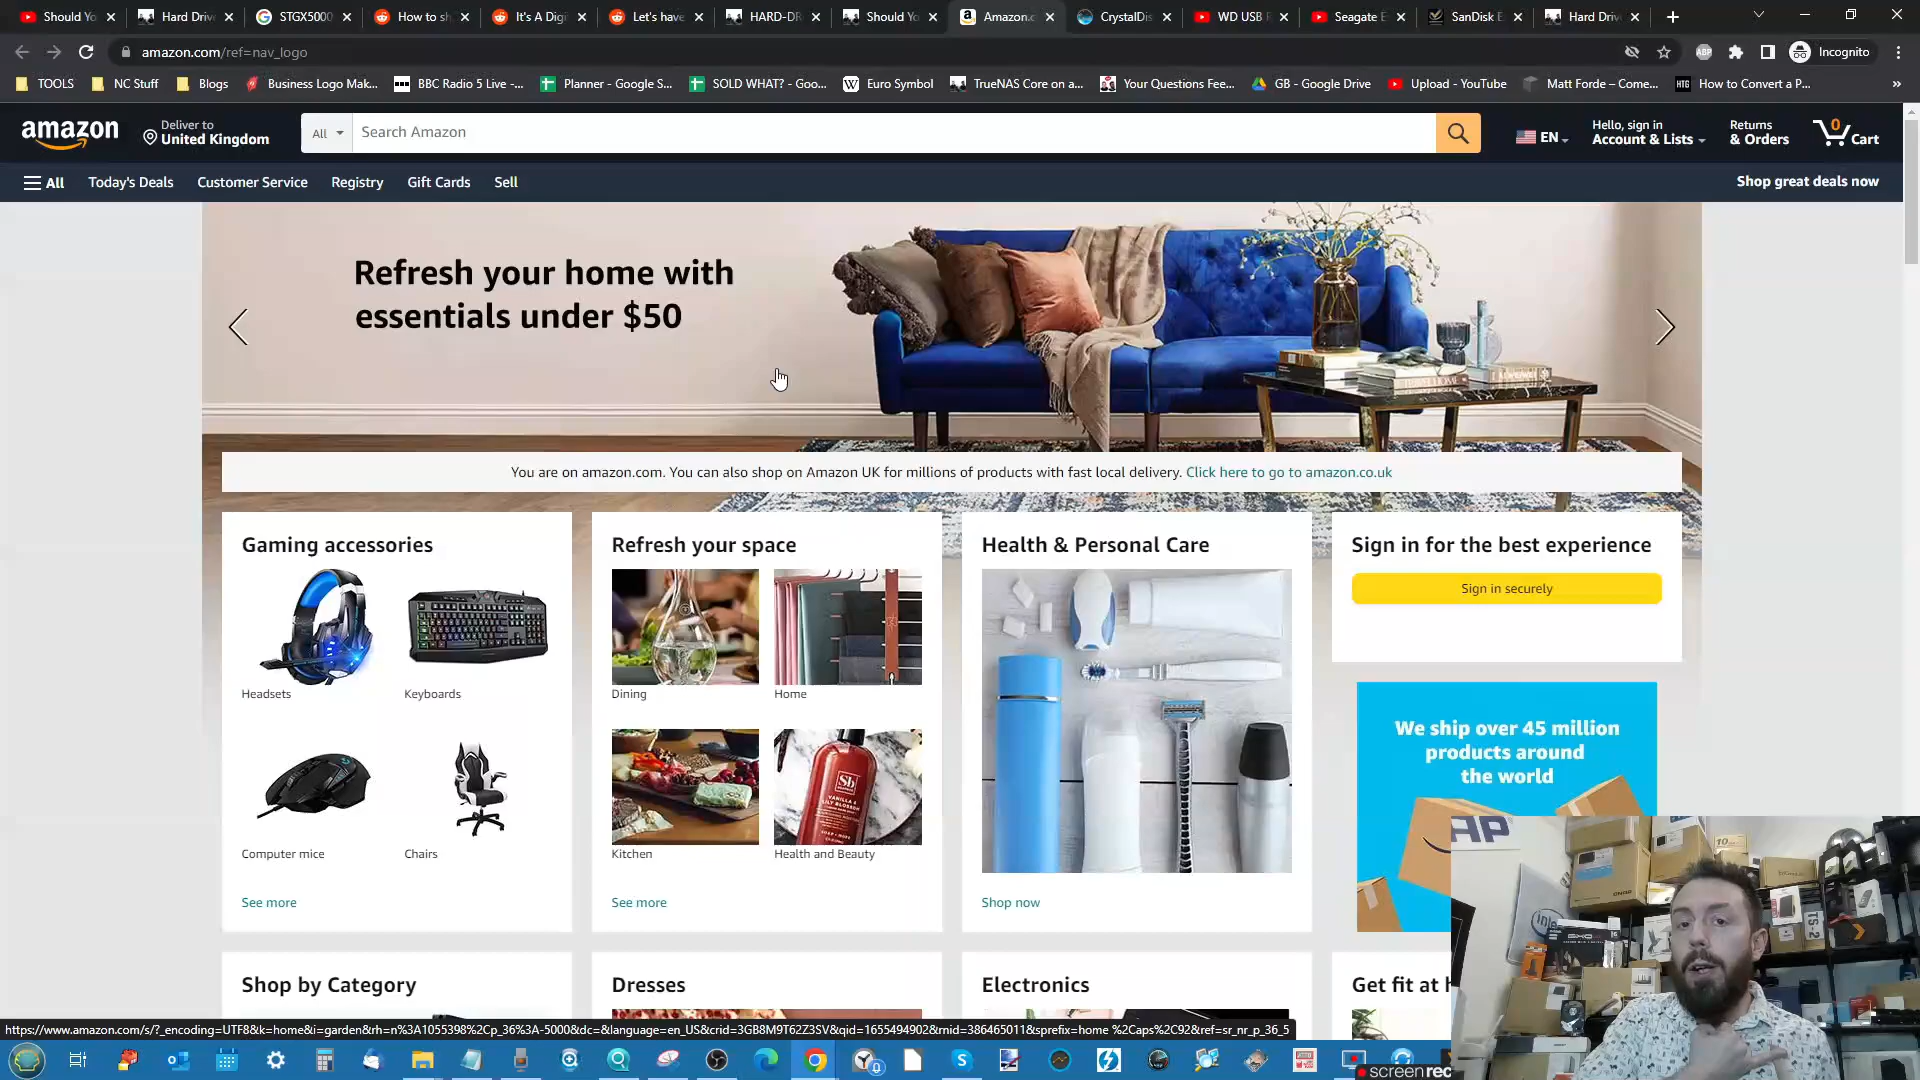 Should Yo
Hard Driv
STGX5000
How to sh
It's A Digi
Let's have
HARD-DR
Should Yo
Amazon.c
CrystalDis
WD USB
Seagate E
SanDisk E
Hard Driv
amazon.com/ref=nav_logo
ABP
Incognito
TOOLS
NC Stuff
Blogs
Business Logo Mak...
BBC Radio 5 Live -...
Planner - Google S...
SOLD WHAT? - Goo...
Euro Symbol
TrueNAS Core on a...
Your Questions Fee...
GB - Google Drive
Upload - YouTube
Matt Forde – Come...
HTG
How to Convert a P...
amazon
Deliver to
United Kingdom
All
Search Amazon
EN
Hello, sign in
Account & Lists
Returns
& Orders
0
Cart
All
Today's Deals
Customer Service
Registry
Gift Cards
Sell
Shop great deals now
Refresh your home with
essentials under $50
You are on amazon.com. You can also shop on Amazon UK for millions of products with fast local delivery. Click here to go to amazon.co.uk
Gaming accessories
Headsets
Keyboards
Computer mice
Chairs
See more
Refresh your space
Dining
Home
Kitchen
Health and Beauty
See more
Health & Personal Care
Shop now
Sign in for the best experience
Sign in securely
We ship over 45 million
products around
the world
Shop by Category
Dresses
Electronics
Get fit at h
https://www.amazon.com/s/?_encoding=UTF8&k=home&i=garden&rh=n%3A1055398%2Cp_36%3A-5000&dc=&language=en_US&crid=3GB8M9T62Z3SV&qid=1655494902&rnid=386465011&sprefix=home %2Caps%2C92&ref=sr_nr_p_36_5
intel
TS-2
screenrec